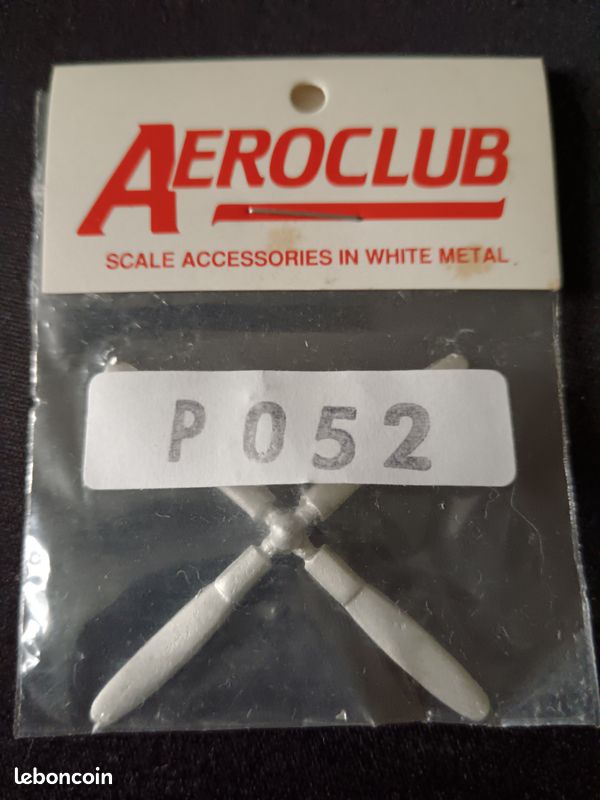 AEROCLUB
SCALE ACCESSORIES IN WHITE METAL
P052
leboncoin